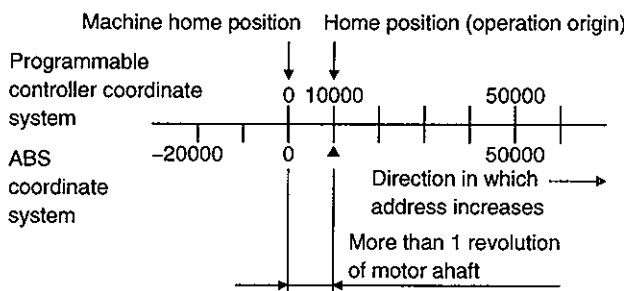 Machine home position Home position (operation origin)
Programmable
controller coordinate
system
0 10000 50000
-20000 0 50000
ABS
coordinate
system
Direction in which
address increases
More than 1 revolution
of motor ahaft